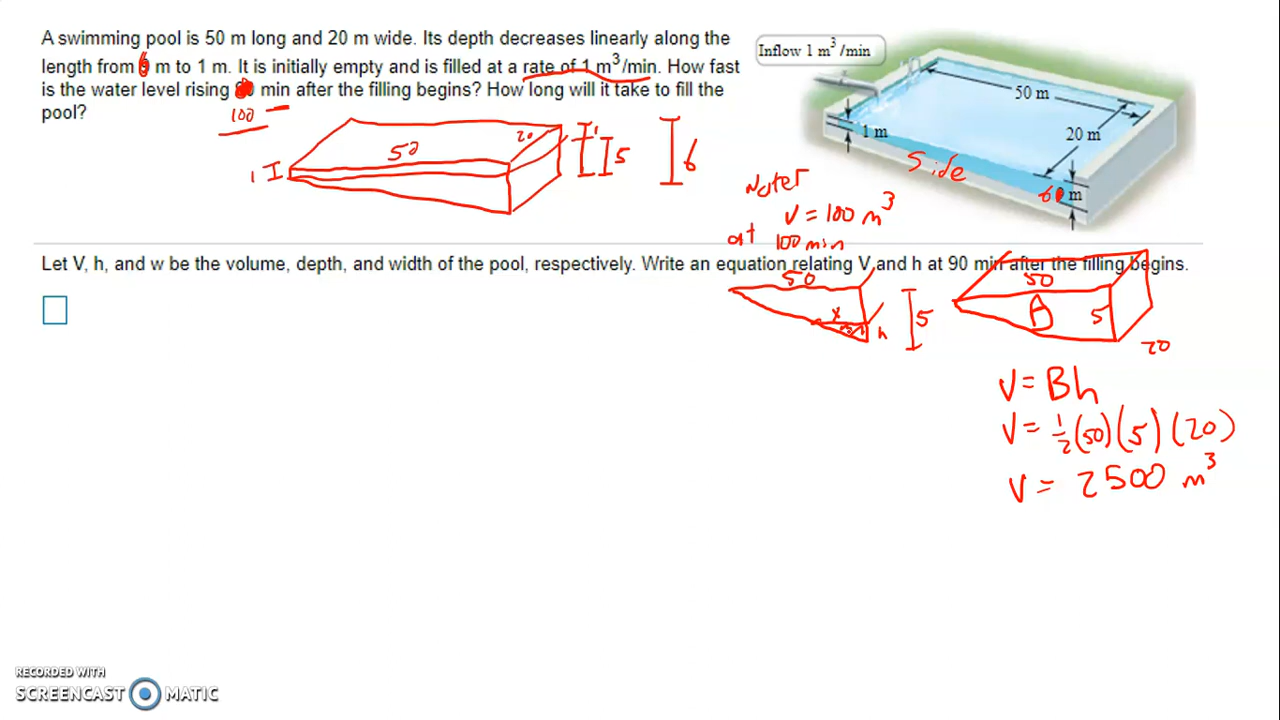 A swimming pool is 50 m long and 20 m wide. Its depth decreases linearly along the
length from 6 m to 1 m. It is initially empty and is filled at a rate of 1 m³/min. How fast
is the water level rising min after the filling begins? How long will it take to fill the
pool?
100
Inflow 1 m³/min
50 m
20 m
1 m
6 m
Side
50
20
1
1
5
6
Water
V = 100 m³
at 100 min
Let V, h, and w be the volume, depth, and width of the pool, respectively. Write an equation relating V and h at 90 min after the filling begins.
50
x
h
5
50
A
5
20
V = Bh
V = ½(50)(5)(20)
V = 2500 m³
RECORDED WITH
SCREENCAST MATIC